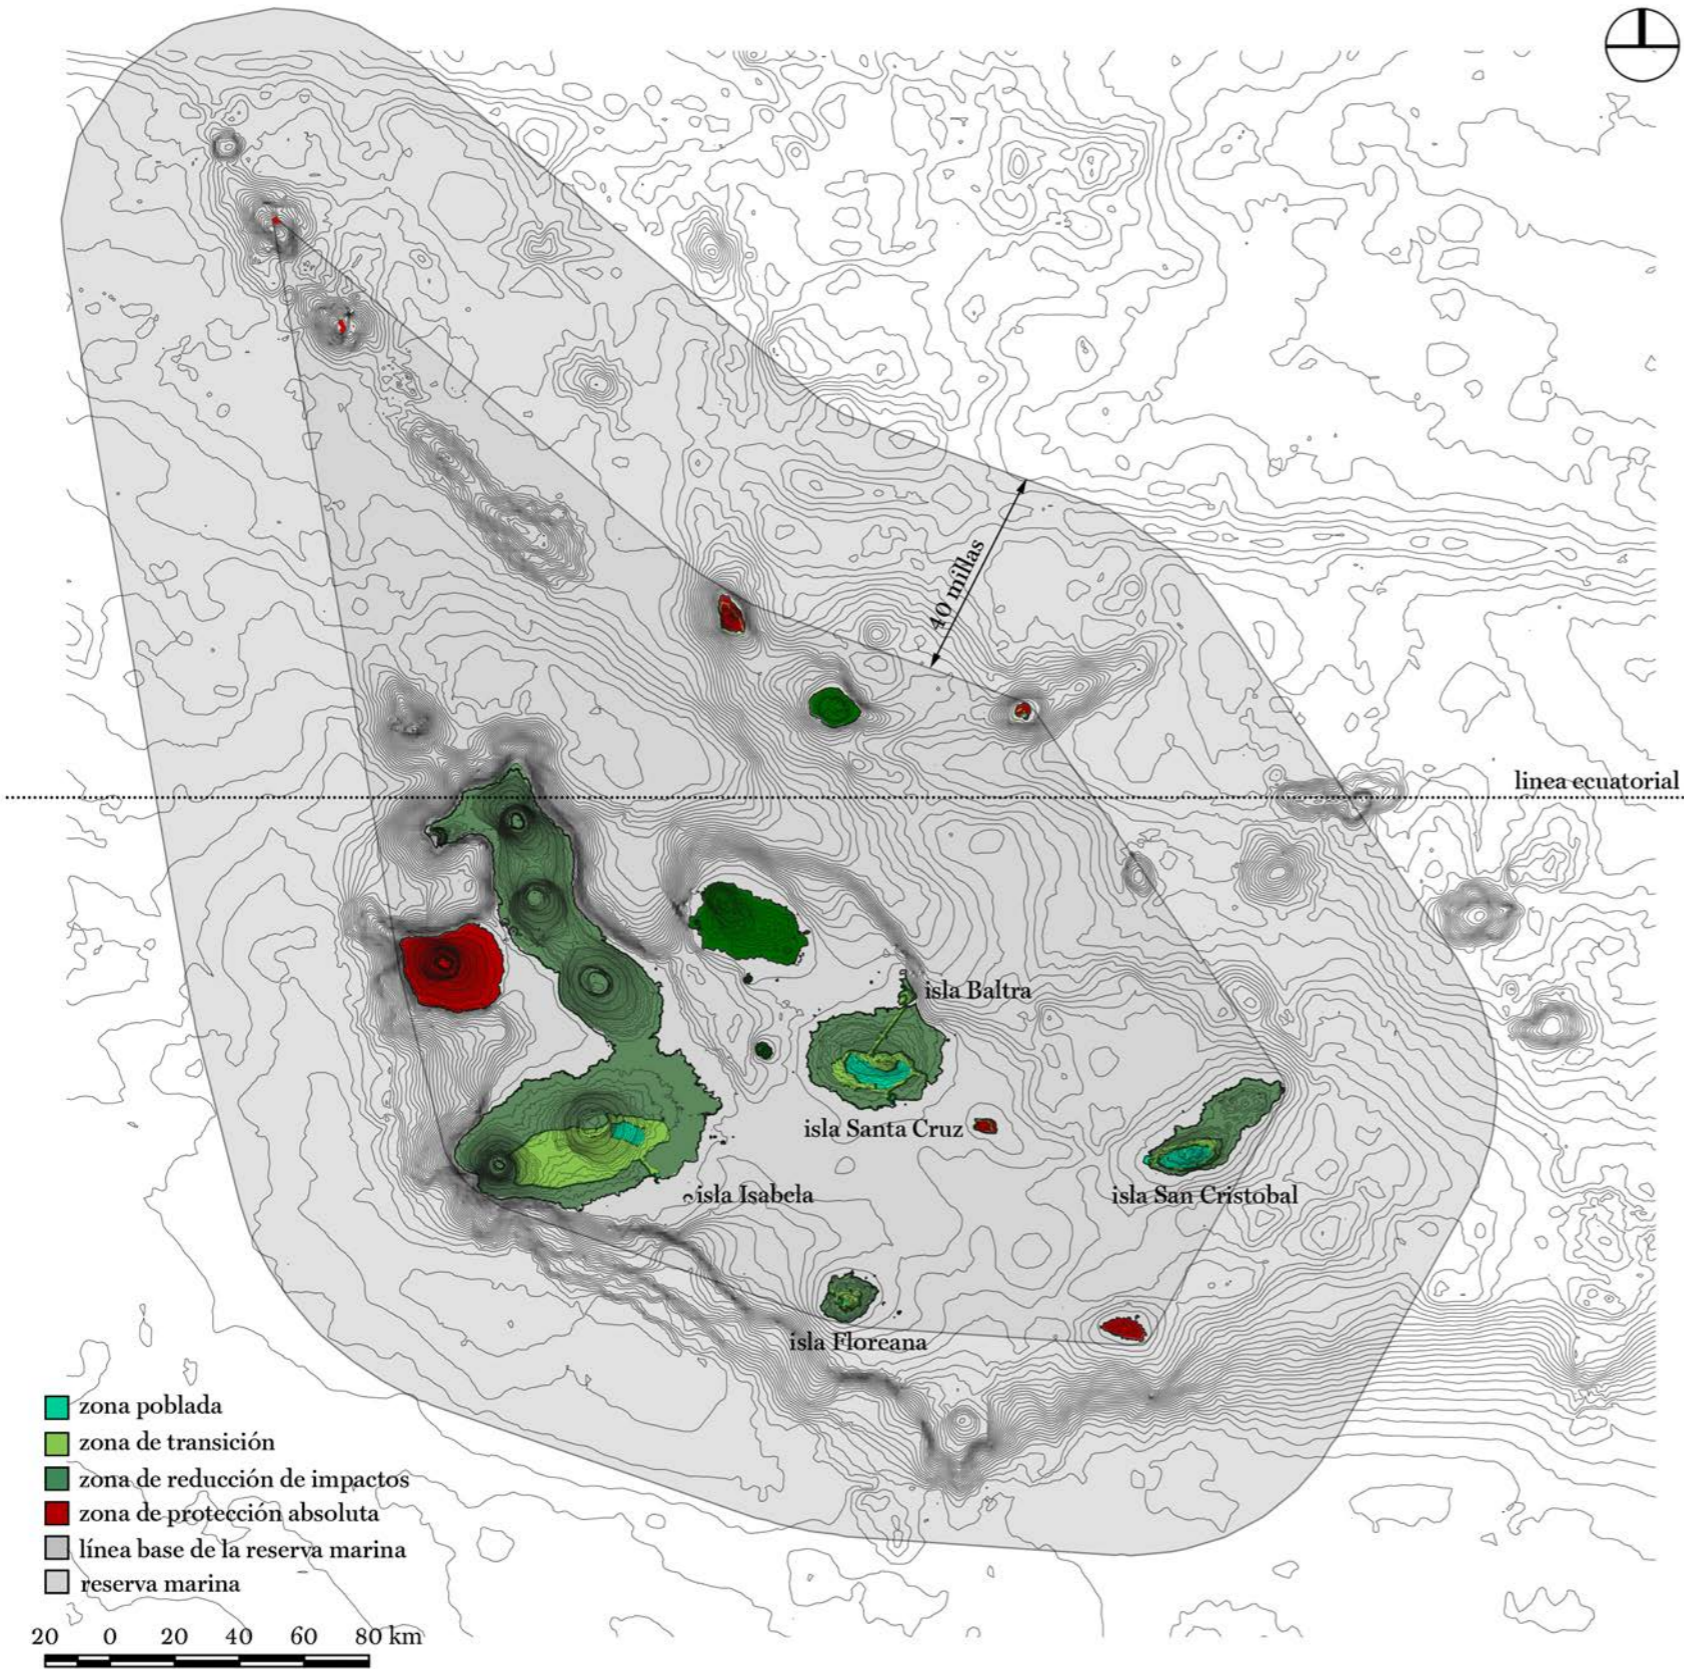 40 millas
linea ecuatorial
isla Baltra
isla Santa Cruz
isla Isabela
isla San Cristobal
isla Floreana
zona poblada
zona de transición
zona de reducción de impactos
zona de protección absoluta
línea base de la reserva marina
reserva marina
20 0 20 40 60 80 km